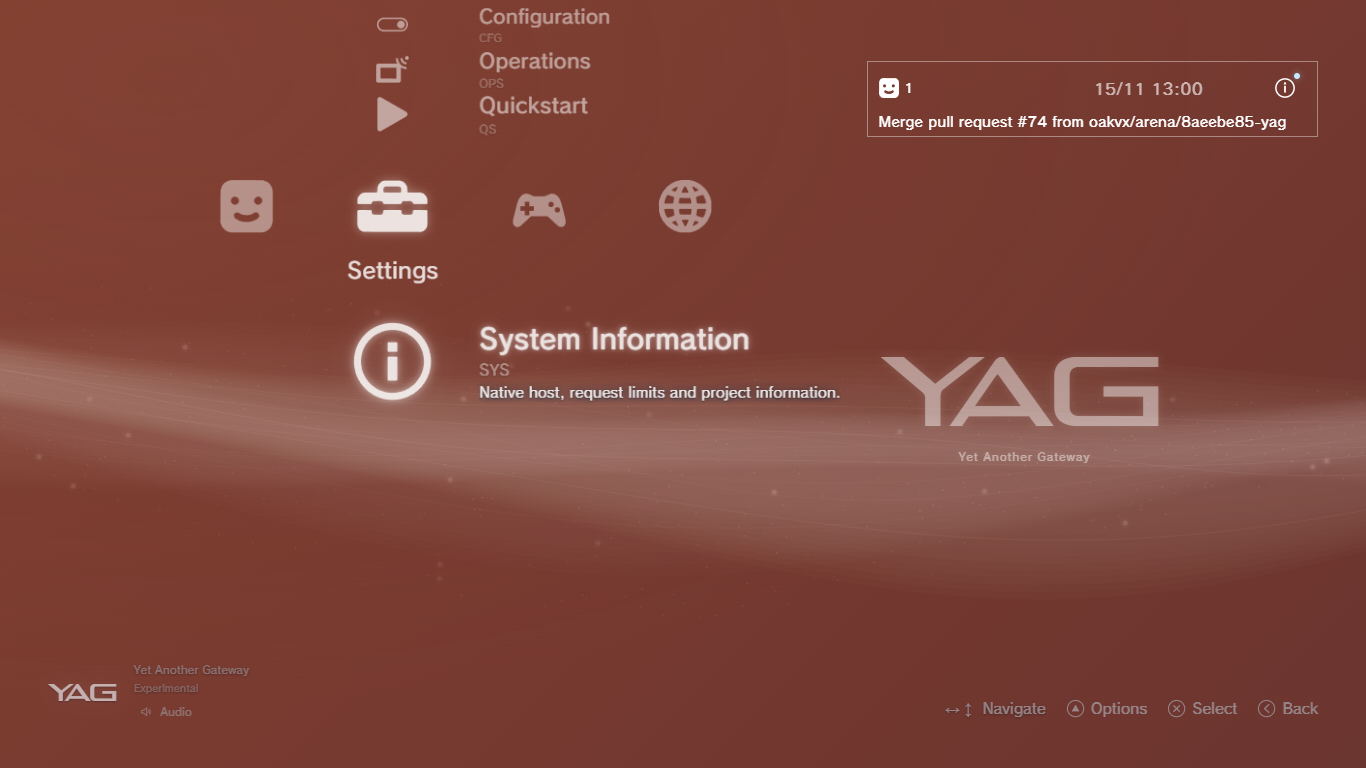 Configuration
CFG
Operations
OPS
Quickstart
QS
1
15/11 13:00
Merge pull request #74 from oakvx/arena/8aeebe85-yag
Settings
System Information
SYS
Native host, request limits and project information.
YAG
Yet Another Gateway
YAG
Yet Another Gateway
Experimental
Audio
Navigate
Options
Select
Back